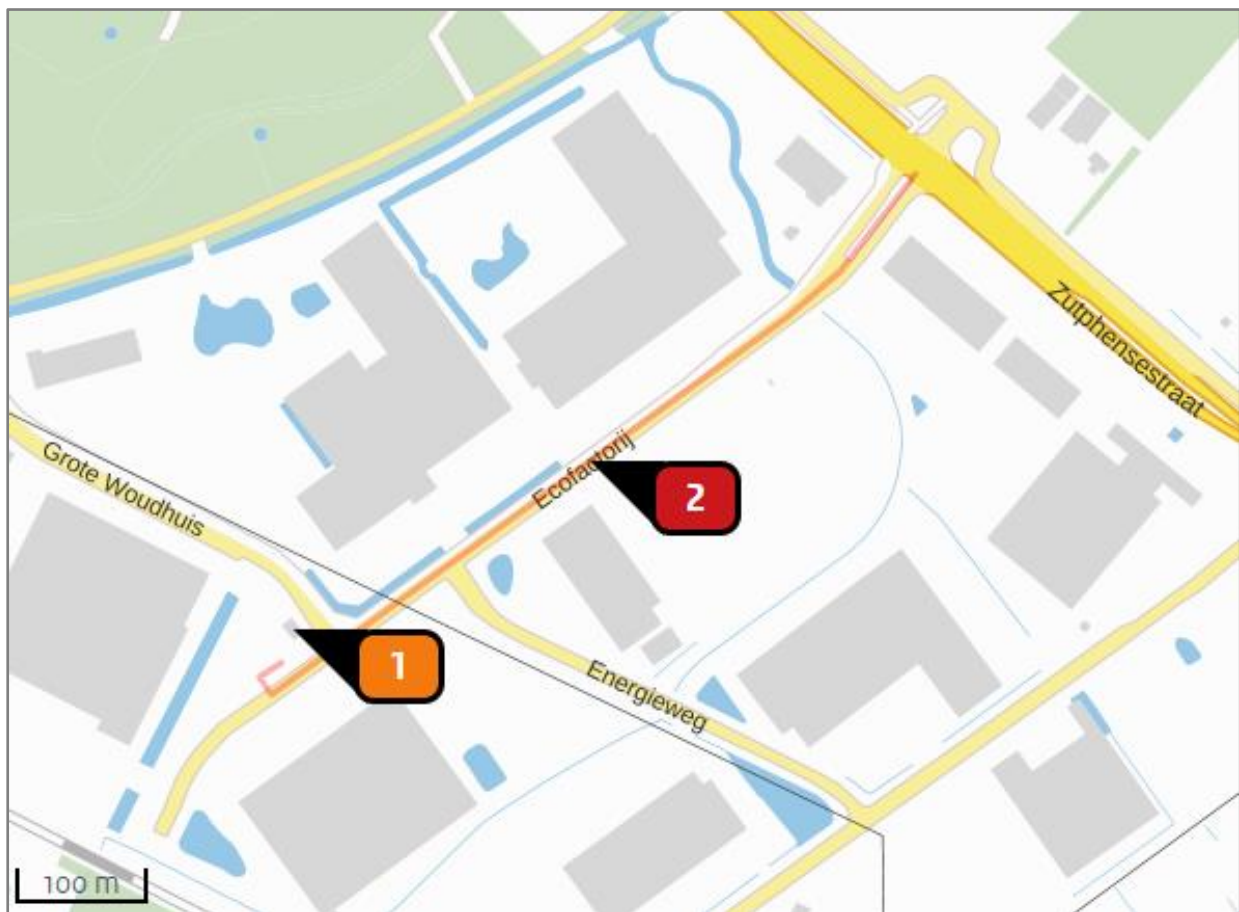 Zutphensestraat
Ecofactorij
Grote Woudhuis
2
1
Energieweg
100 m